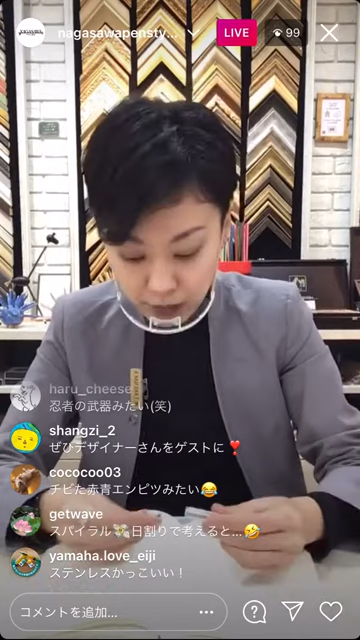 nagasawapensty...
LIVE
99
haru_cheese
忍者の武器みたい(笑)
shangzi_2
ぜひデザイナーさんをゲストに❣️
cococoo03
チビた赤青エンピツみたい😂
getwave
スパイラル💸日割りで考えると...🤣
yamaha.love_eiji
ステンレスかっこいい！
コメントを追加...